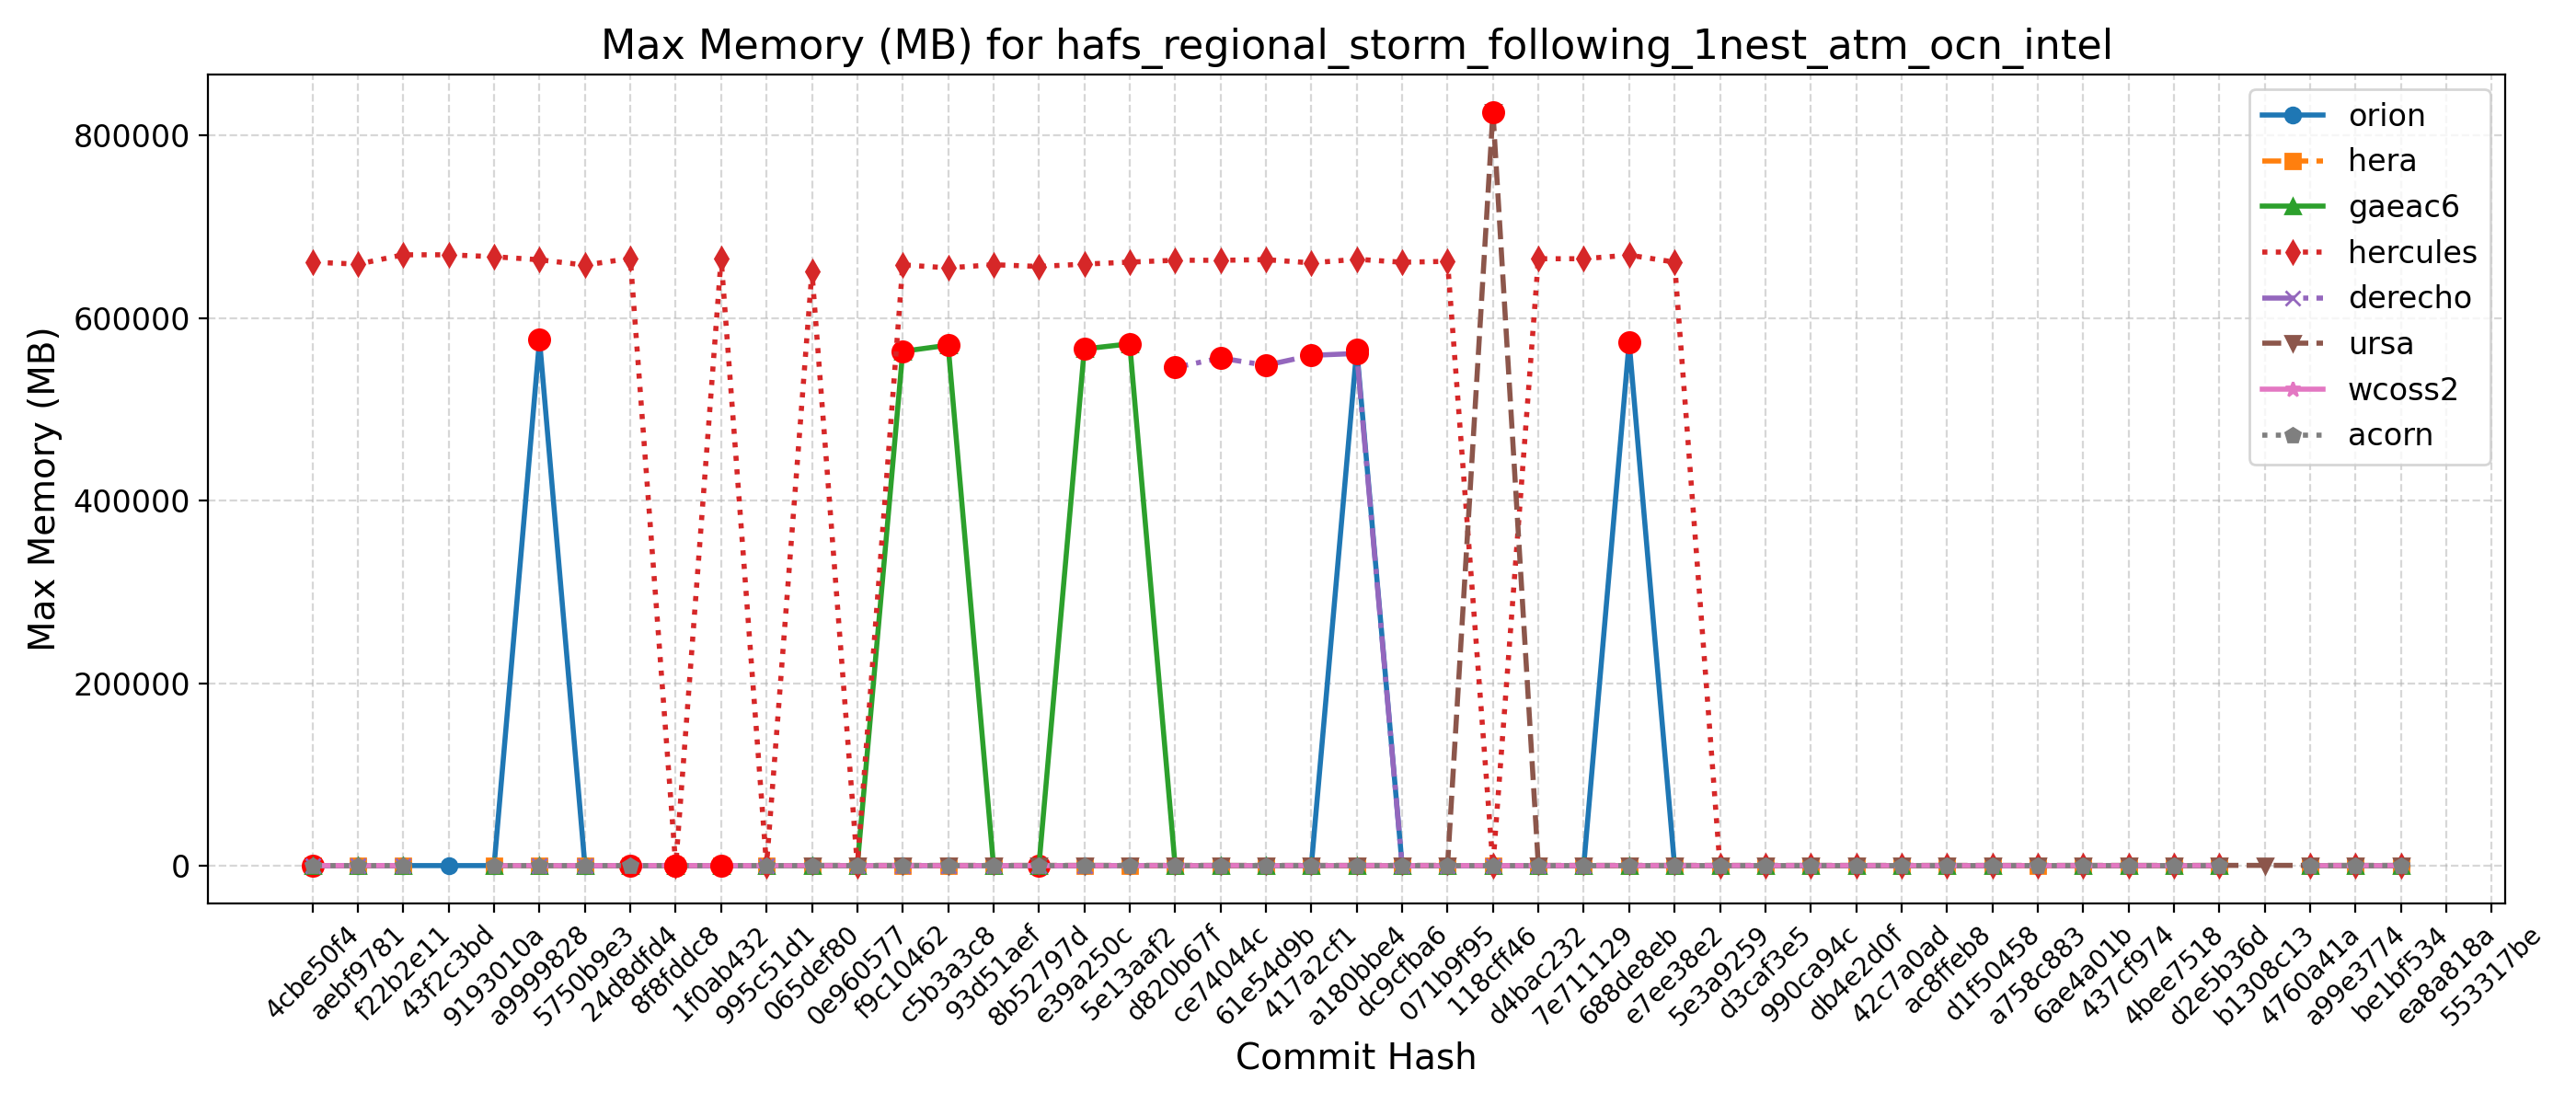 Max Memory (MB) for hafs_regional_storm_following_1nest_atm_ocn_intel
Max Memory (MB)
800000
600000
400000
200000
0
orion
hera
gaeac6
hercules
derecho
ursa
wcoss2
acorn
4cbe50f4
aebf9781
f22b2e11
43f2c3bd
9193010a
a9999828
5750b9e3
24d8dfd4
8f8fddc8
1f0ab432
995c51d1
065def80
0e960577
f9c10462
c5b3a3c8
93d51aef
8b52797d
e39a250c
5e13aaf2
d820b67f
ce74044c
61e54d9b
417a2cf1
a180bbe4
dc9cfba6
071b9f95
118cff46
d4bac232
7e711129
688de8eb
e7ee38e2
5e3a9259
d3caf3e5
990ca94c
db4e2d0f
42c7a0ad
ac8ffeb8
d1f50458
a758c883
6ae4a01b
437cf974
4bee7518
d2e5b36d
b1308c13
4760a41a
a99e3774
be1bf534
ea8a818a
553317be
Commit Hash